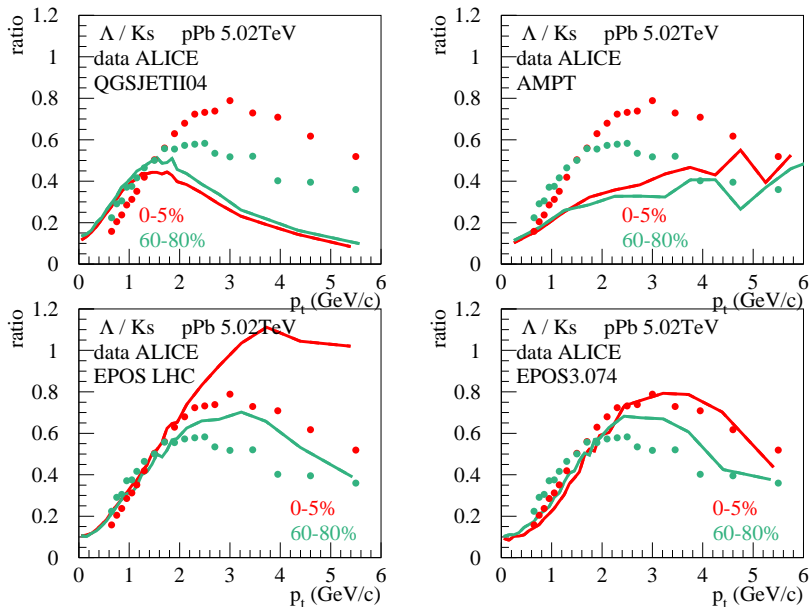 Λ / Ks pPb 5.02TeV
data ALICE
QGSJETII04
0-5%
60-80%
ratio
0
0.2
0.4
0.6
0.8
1
1.2
0 1 2 3 4 5 6
p_t (GeV/c)
Λ / Ks pPb 5.02TeV
data ALICE
AMPT
0-5%
60-80%
ratio
0
0.2
0.4
0.6
0.8
1
1.2
0 1 2 3 4 5 6
p_t (GeV/c)
Λ / Ks pPb 5.02TeV
data ALICE
EPOS LHC
0-5%
60-80%
ratio
0
0.2
0.4
0.6
0.8
1
1.2
0 1 2 3 4 5 6
p_t (GeV/c)
Λ / Ks pPb 5.02TeV
data ALICE
EPOS3.074
0-5%
60-80%
ratio
0
0.2
0.4
0.6
0.8
1
1.2
0 1 2 3 4 5 6
p_t (GeV/c)